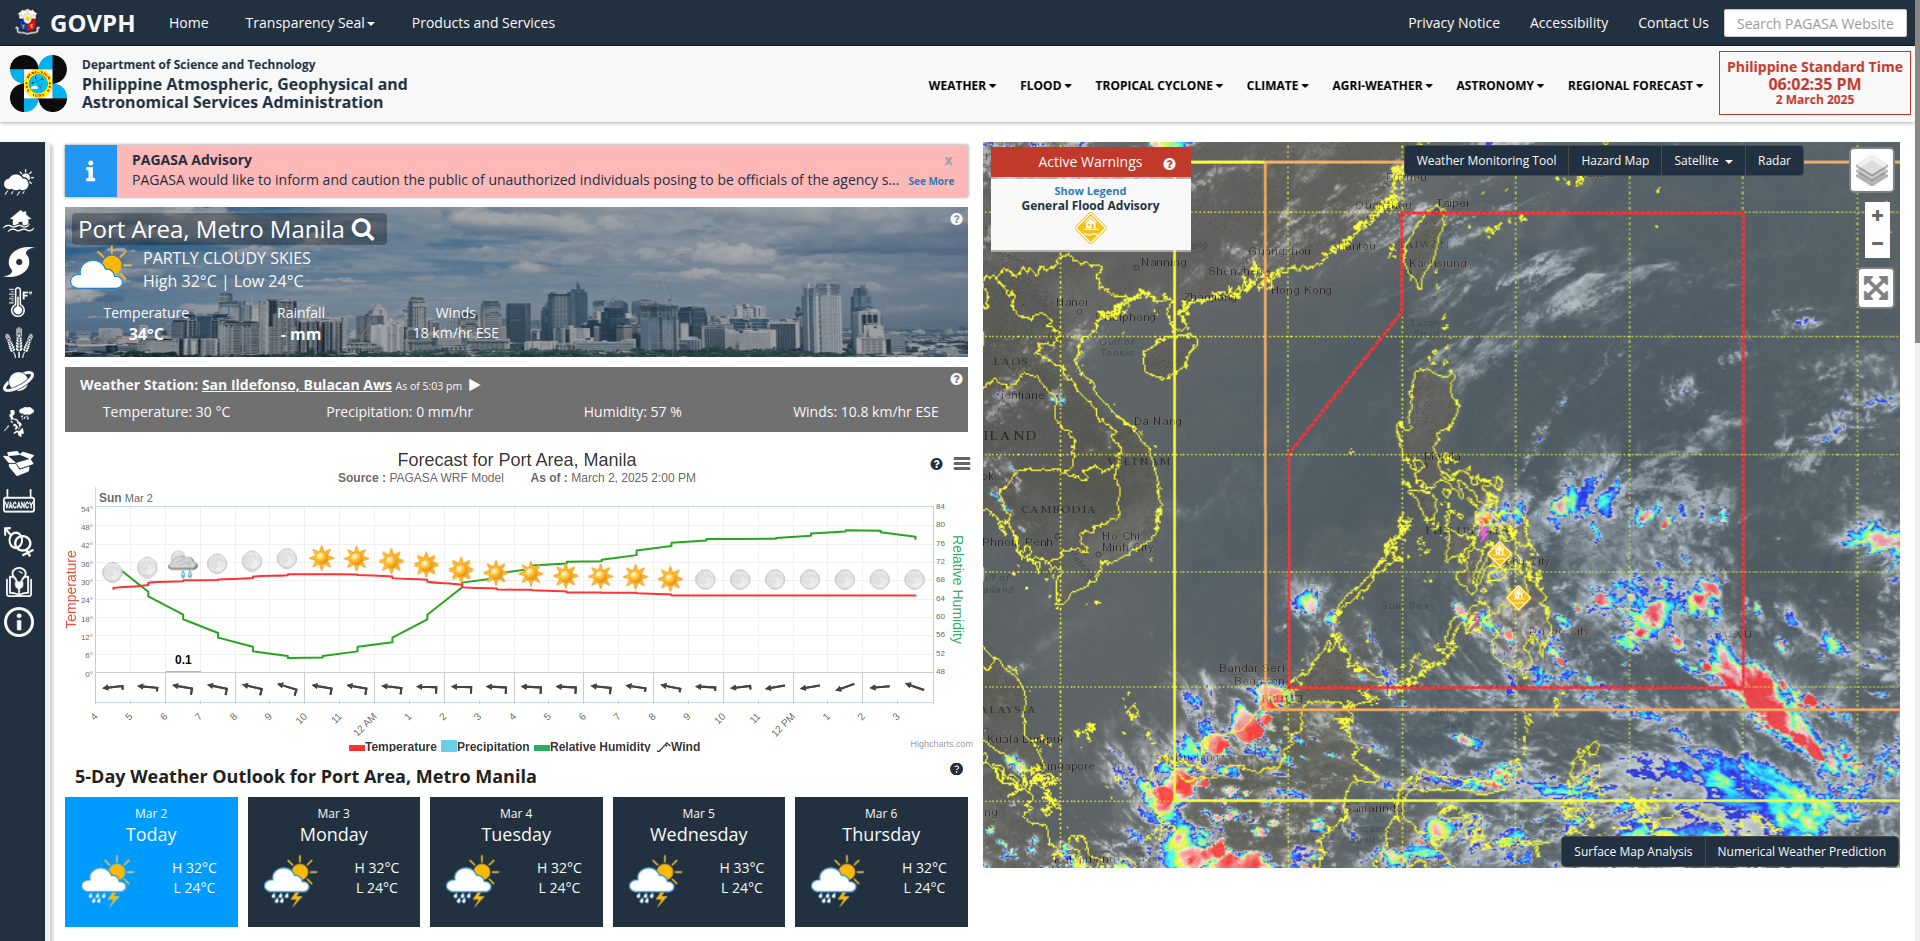 GOVPH
Home
Transparency Seal
Products and Services
Privacy Notice
Accessibility
Contact Us
Search PAGASA Website
Department of Science and Technology
Philippine Atmospheric, Geophysical and
Astronomical Services Administration
WEATHER
FLOOD
TROPICAL CYCLONE
CLIMATE
AGRI-WEATHER
ASTRONOMY
REGIONAL FORECAST
Philippine Standard Time
06:02:35 PM
2 March 2025
VACANCY
PAGASA Advisory
x
PAGASA would like to inform and caution the public of unauthorized individuals posing to be officials of the agency s... See More
Port Area, Metro Manila
PARTLY CLOUDY SKIES
High 32°C | Low 24°C
Temperature
34°C
Rainfall
- mm
Winds
18 km/hr ESE
Weather Station: San Ildefonso, Bulacan Aws As of 5:03 pm
Temperature: 30 °C
Precipitation: 0 mm/hr
Humidity: 57 %
Winds: 10.8 km/hr ESE
Forecast for Port Area, Manila
Source : PAGASA WRF Model As of : March 2, 2025 2:00 PM
Sun Mar 2
Temperature
54°
48°
42°
36°
30°
24°
18°
12°
6°
0°
84
80
76
72
68
64
60
56
52
48
Relative Humidity
0.1
4 5 6 7 8 9 10 11 12 AM 1 2 3 4 5 6 7 8 9 10 11 12 PM 1 2 3
Temperature Precipitation Relative Humidity Wind
Highcharts.com
5-Day Weather Outlook for Port Area, Metro Manila
Mar 2
Today
H 32°C
L 24°C
Mar 3
Monday
H 32°C
L 24°C
Mar 4
Tuesday
H 32°C
L 24°C
Mar 5
Wednesday
H 33°C
L 24°C
Mar 6
Thursday
H 32°C
L 24°C
Active Warnings
Show Legend
General Flood Advisory
Weather Monitoring Tool
Hazard Map
Satellite
Radar
+
−
Taipei
Guangzhou
Shantou
Nanning
Shenzhen
Kaohsiung
Hong Kong
Zhanjiang
Hanoi
Haiphong
Gulf of
Tonkin
Luzon
LAOS
Vientiane
Da Nang
VIETNAM
Manila
CAMBODIA
Phnom Penh
Ho Chi
Minh City
Sulu Sea
Davao City
Bandar Seri
Begawan
BRUNEI
Kuala Lumpur
Singapore
Kuching
Samarinda
Surface Map Analysis
Numerical Weather Prediction